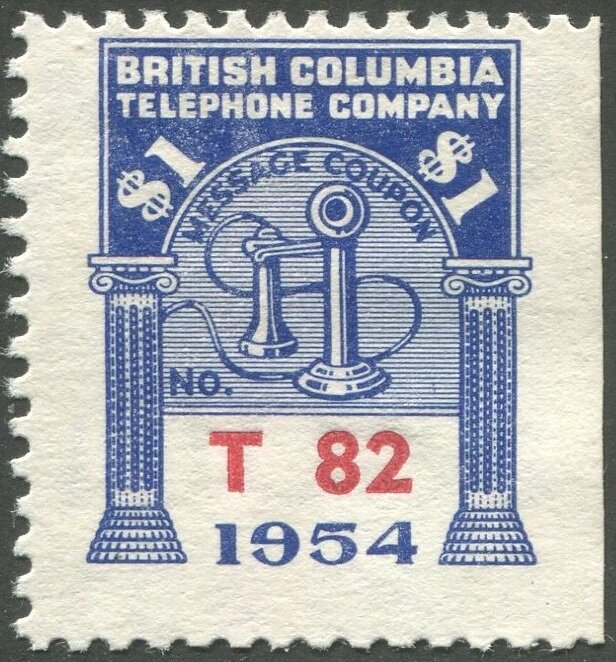 BRITISH COLUMBIA
TELEPHONE COMPANY
$1 $1
MESSAGE COUPON
NO.
T 82
1954